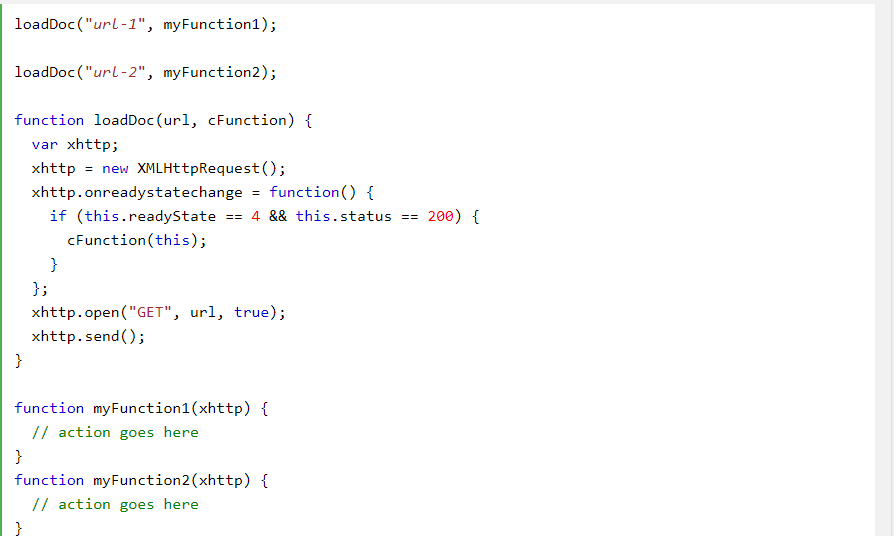 loadDoc("url-1", myFunction1);
loadDoc("url-2", myFunction2);
function loadDoc(url, cFunction) {
  var xhttp;
  xhttp = new XMLHttpRequest();
  xhttp.onreadystatechange = function() {
    if (this.readyState == 4 && this.status == 200) {
      cFunction(this);
    }
  };
  xhttp.open("GET", url, true);
  xhttp.send();
}
function myFunction1(xhttp) {
  // action goes here
}
function myFunction2(xhttp) {
  // action goes here
}